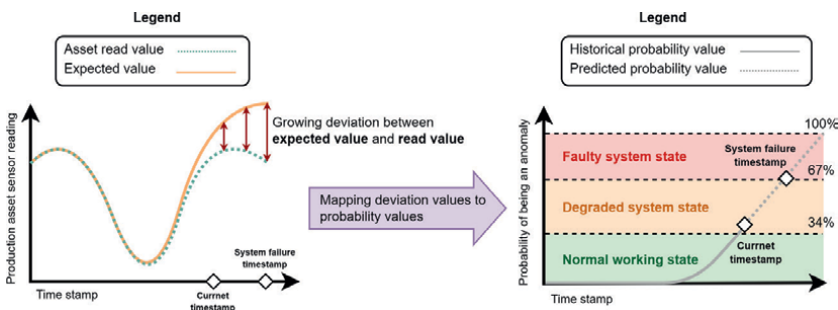 Legend
Asset read value
Expected value
Production asset sensor reading
Growing deviation between
expected value and read value
System failure
timestamp
Time stamp
Currnet
timestamp
Mapping deviation values to
probability values
Legend
Historical probability value
Predicted probability value
Probability of being an anomaly
100%
Faulty system state
System failure
timestamp
67%
Degraded system state
34%
Normal working state
Currnet
timestamp
Time stamp